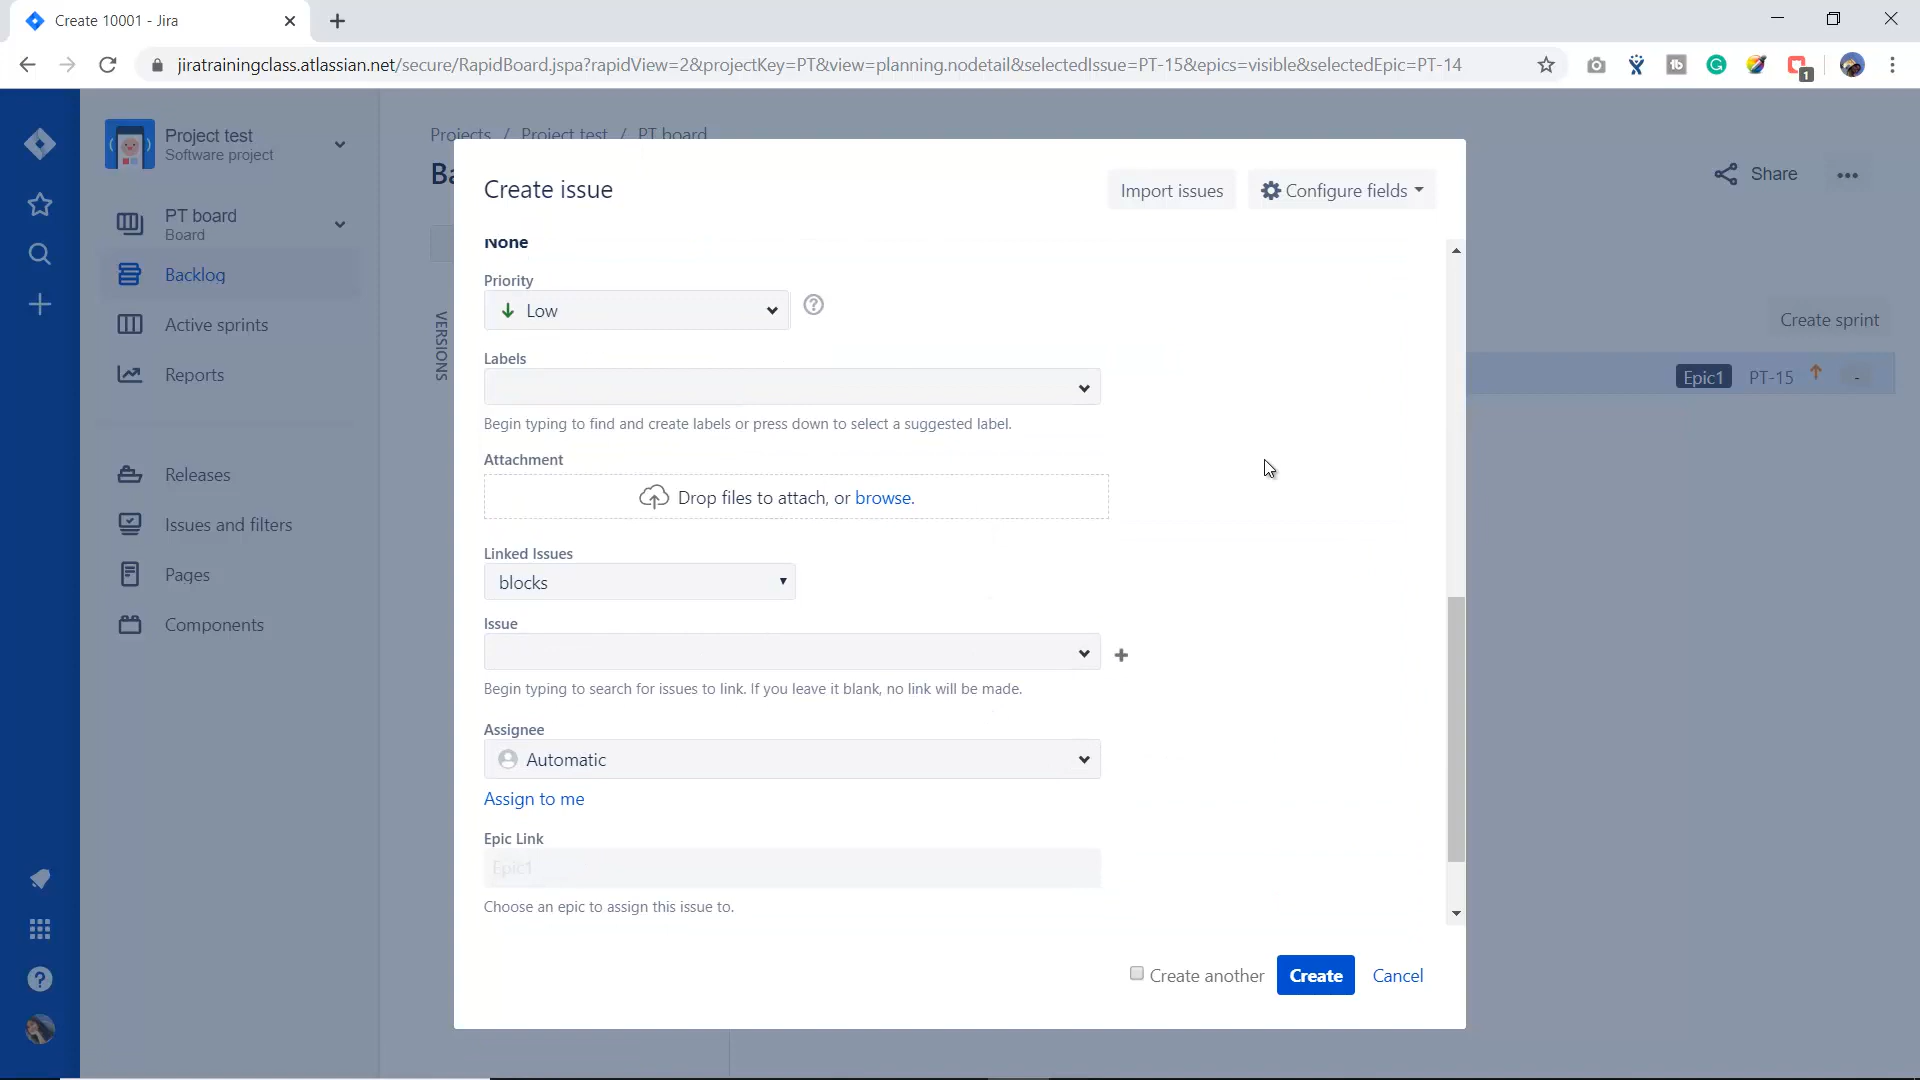 Create 10001 - Jira
jiratrainingclass.atlassian.net/secure/RapidBoard.jspa?rapidView=2&projectKey=PT&view=planning.nodetail&selectedIssue=PT-15&epics=visible&selectedEpic=PT-14
1
Project test
Software project
PT board
Board
Backlog
Active sprints
Reports
Releases
Issues and filters
Pages
Components
Projects / Project test / PT board
Ba
Share
VERSIONS
Create sprint
Epic1 PT-15 -
Create issue
Import issues
Configure fields
None
Priority
Low
Labels
Begin typing to find and create labels or press down to select a suggested label.
Attachment
Drop files to attach, or browse.
Linked Issues
blocks
Issue
Begin typing to search for issues to link. If you leave it blank, no link will be made.
Assignee
Automatic
Assign to me
Epic Link
Epic1
Choose an epic to assign this issue to.
Create another
Create
Cancel